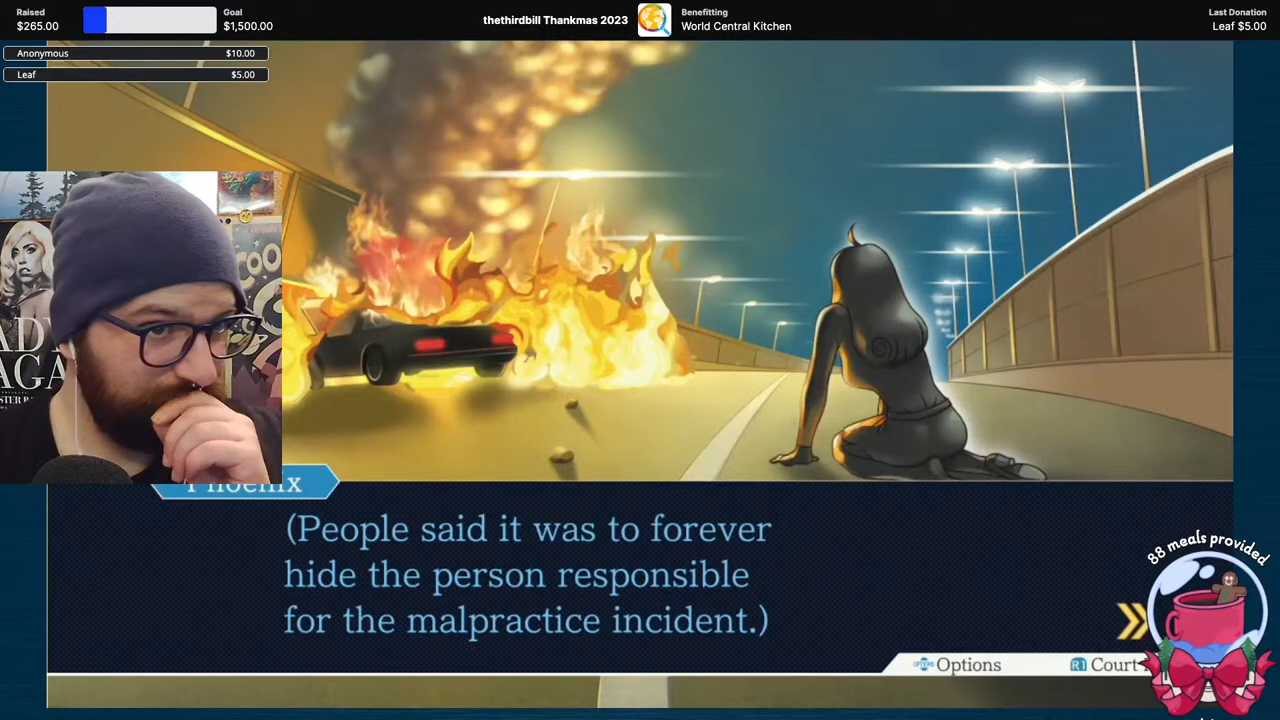 Raised
$265.00
Goal
$1,500.00
thethirdbill Thankmas 2023
Benefitting
World Central Kitchen
Last Donation
Leaf $5.00
Anonymous $10.00
Leaf $5.00
Phoenix
(People said it was to forever
hide the person responsible
for the malpractice incident.)
OPTIONS Options
R1 Court
88 meals provided